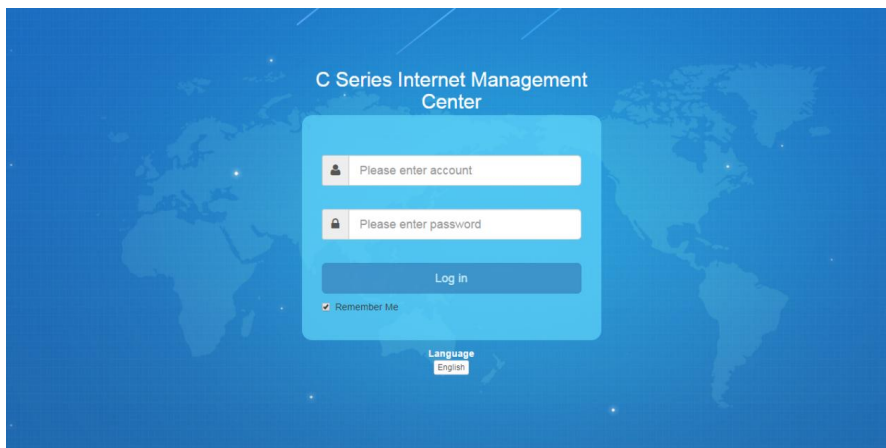 C Series Internet Management
Center
Please enter account
Please enter password
Log in
Remember Me
Language
English